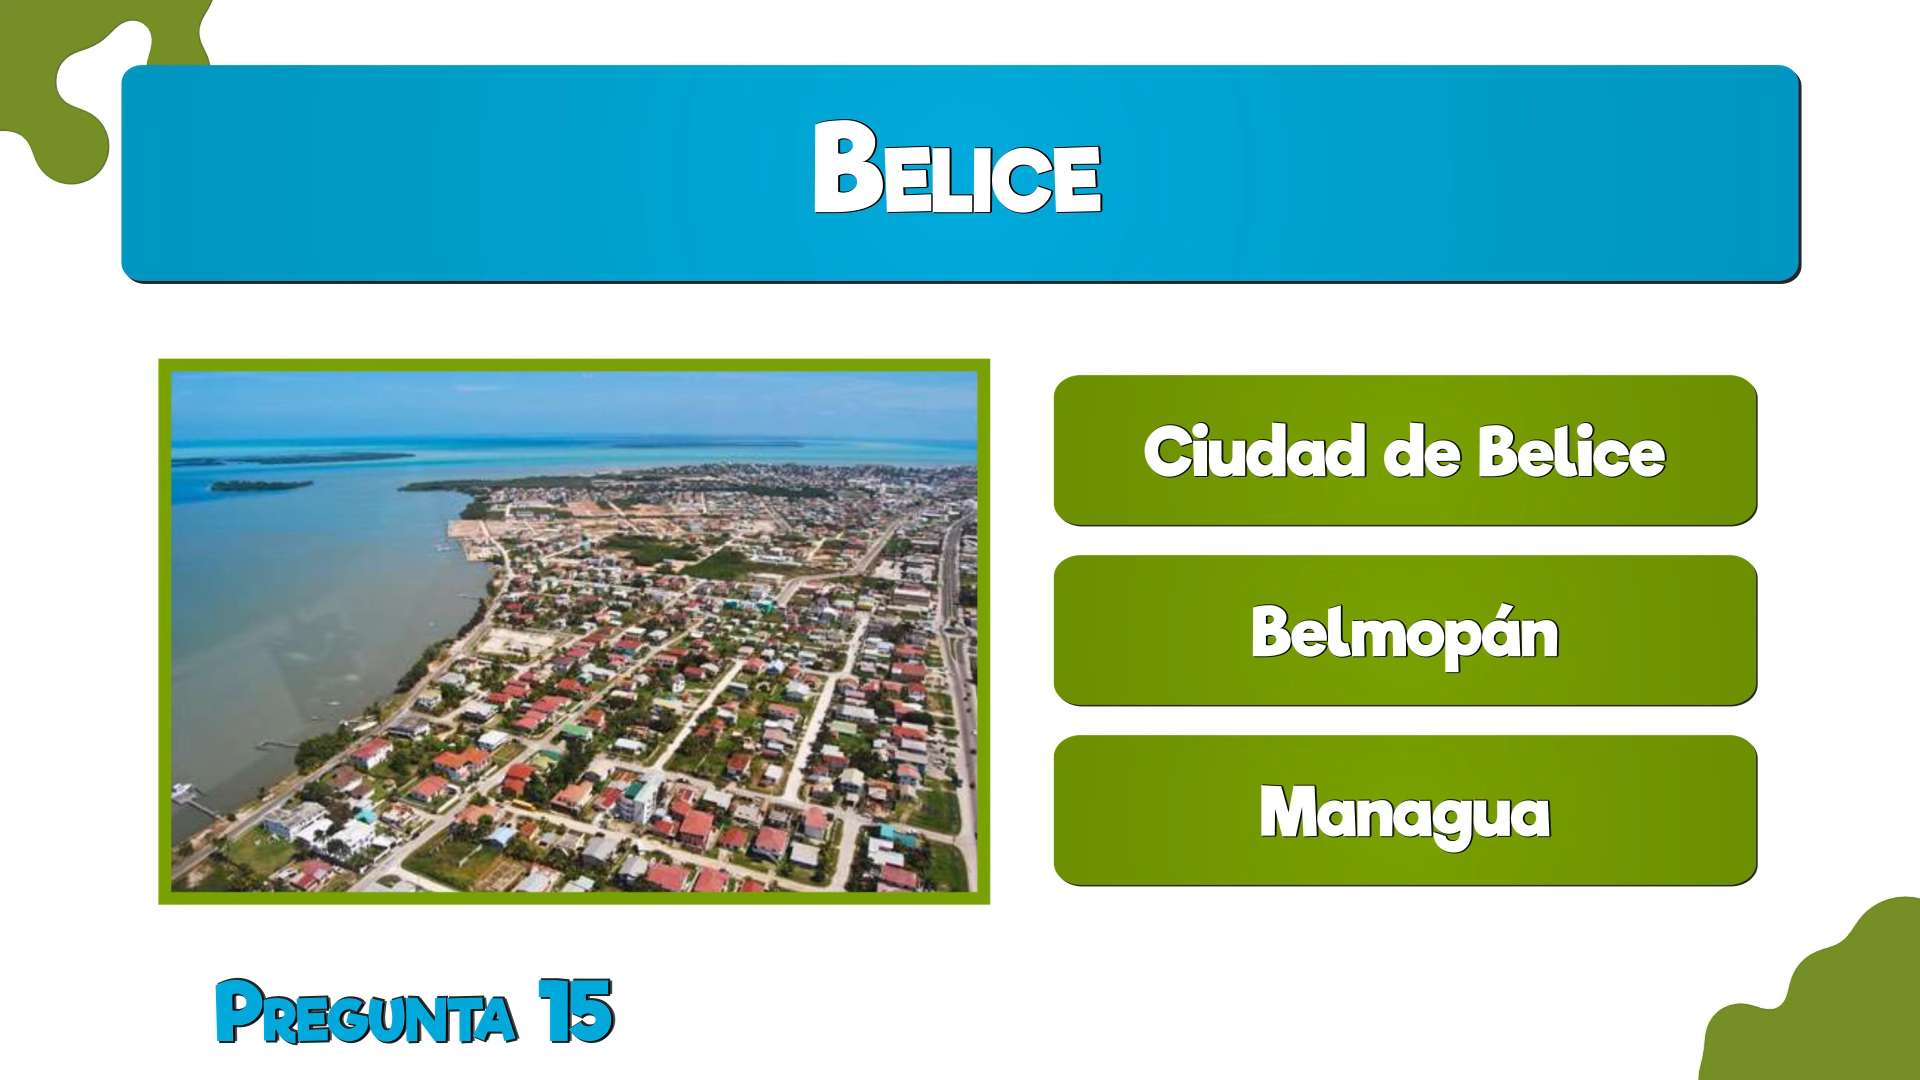 Belice
Ciudad de Belice
Belmopán
Managua
Pregunta 15